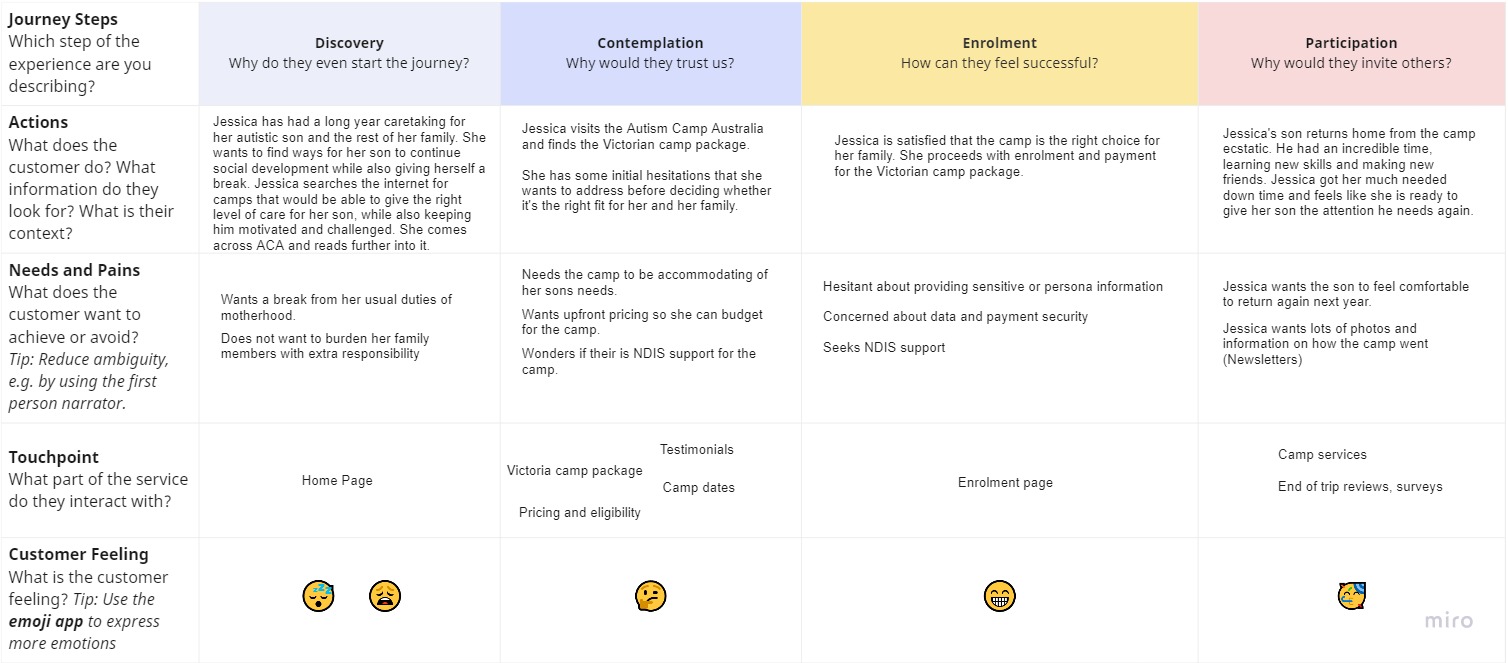 Journey Steps
Which step of the
experience are you
describing?
Discovery
Why do they even start the journey?
Contemplation
Why would they trust us?
Enrolment
How can they feel successful?
Participation
Why would they invite others?
Actions
What does the
customer do? What
information do they
look for? What is their
context?
Jessica has had a long year caretaking for
her autistic son and the rest of her family. She
wants to find ways for her son to continue
social development while also giving herself a
break. Jessica searches the internet for
camps that would be able to give the right
level of care for her son, while also keeping
him motivated and challenged. She comes
across ACA and reads further into it.
Jessica visits the Autism Camp Australia
and finds the Victorian camp package.
She has some initial hesitations that she
wants to address before deciding whether
it's the right fit for her and her family.
Jessica is satisfied that the camp is the right choice for
her family. She proceeds with enrolment and payment
for the Victorian camp package.
Jessica's son returns home from the camp
ecstatic. He had an incredible time,
learning new skills and making new
friends. Jessica got her much needed
down time and feels like she is ready to
give her son the attention he needs again.
Needs and Pains
What does the
customer want to
achieve or avoid?
Tip: Reduce ambiguity,
e.g. by using the first
person narrator.
Wants a break from her usual duties of
motherhood.
Does not want to burden her family
members with extra responsibility
Needs the camp to be accommodating of
her sons needs.
Wants upfront pricing so she can budget
for the camp.
Wonders if their is NDIS support for the
camp.
Hesitant about providing sensitive or persona information
Concerned about data and payment security
Seeks NDIS support
Jessica wants the son to feel comfortable
to return again next year.
Jessica wants lots of photos and
information on how the camp went
(Newsletters)
Touchpoint
What part of the service
do they interact with?
Home Page
Testimonials
Victoria camp package
Camp dates
Pricing and eligibility
Enrolment page
Camp services
End of trip reviews, surveys
Customer Feeling
What is the customer
feeling? Tip: Use the
emoji app to express
more emotions
miro